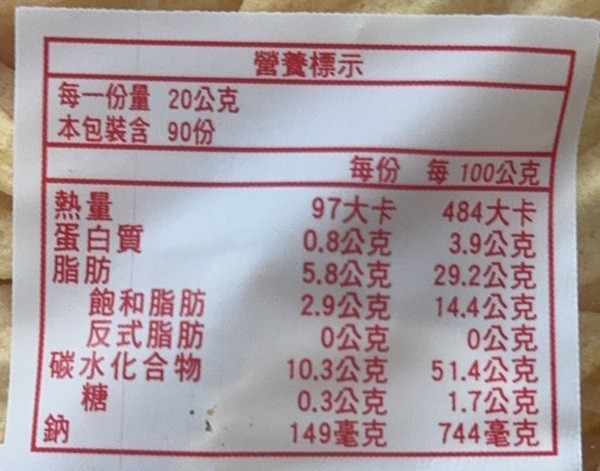 營養標示
每一份量 20公克
本包裝含 90份
每份 每100公克
熱量 97大卡 484大卡
蛋白質 0.8公克 3.9公克
脂肪 5.8公克 29.2公克
飽和脂肪 2.9公克 14.4公克
反式脂肪 0公克 0公克
碳水化合物 10.3公克 51.4公克
糖 0.3公克 1.7公克
鈉 149毫克 744毫克